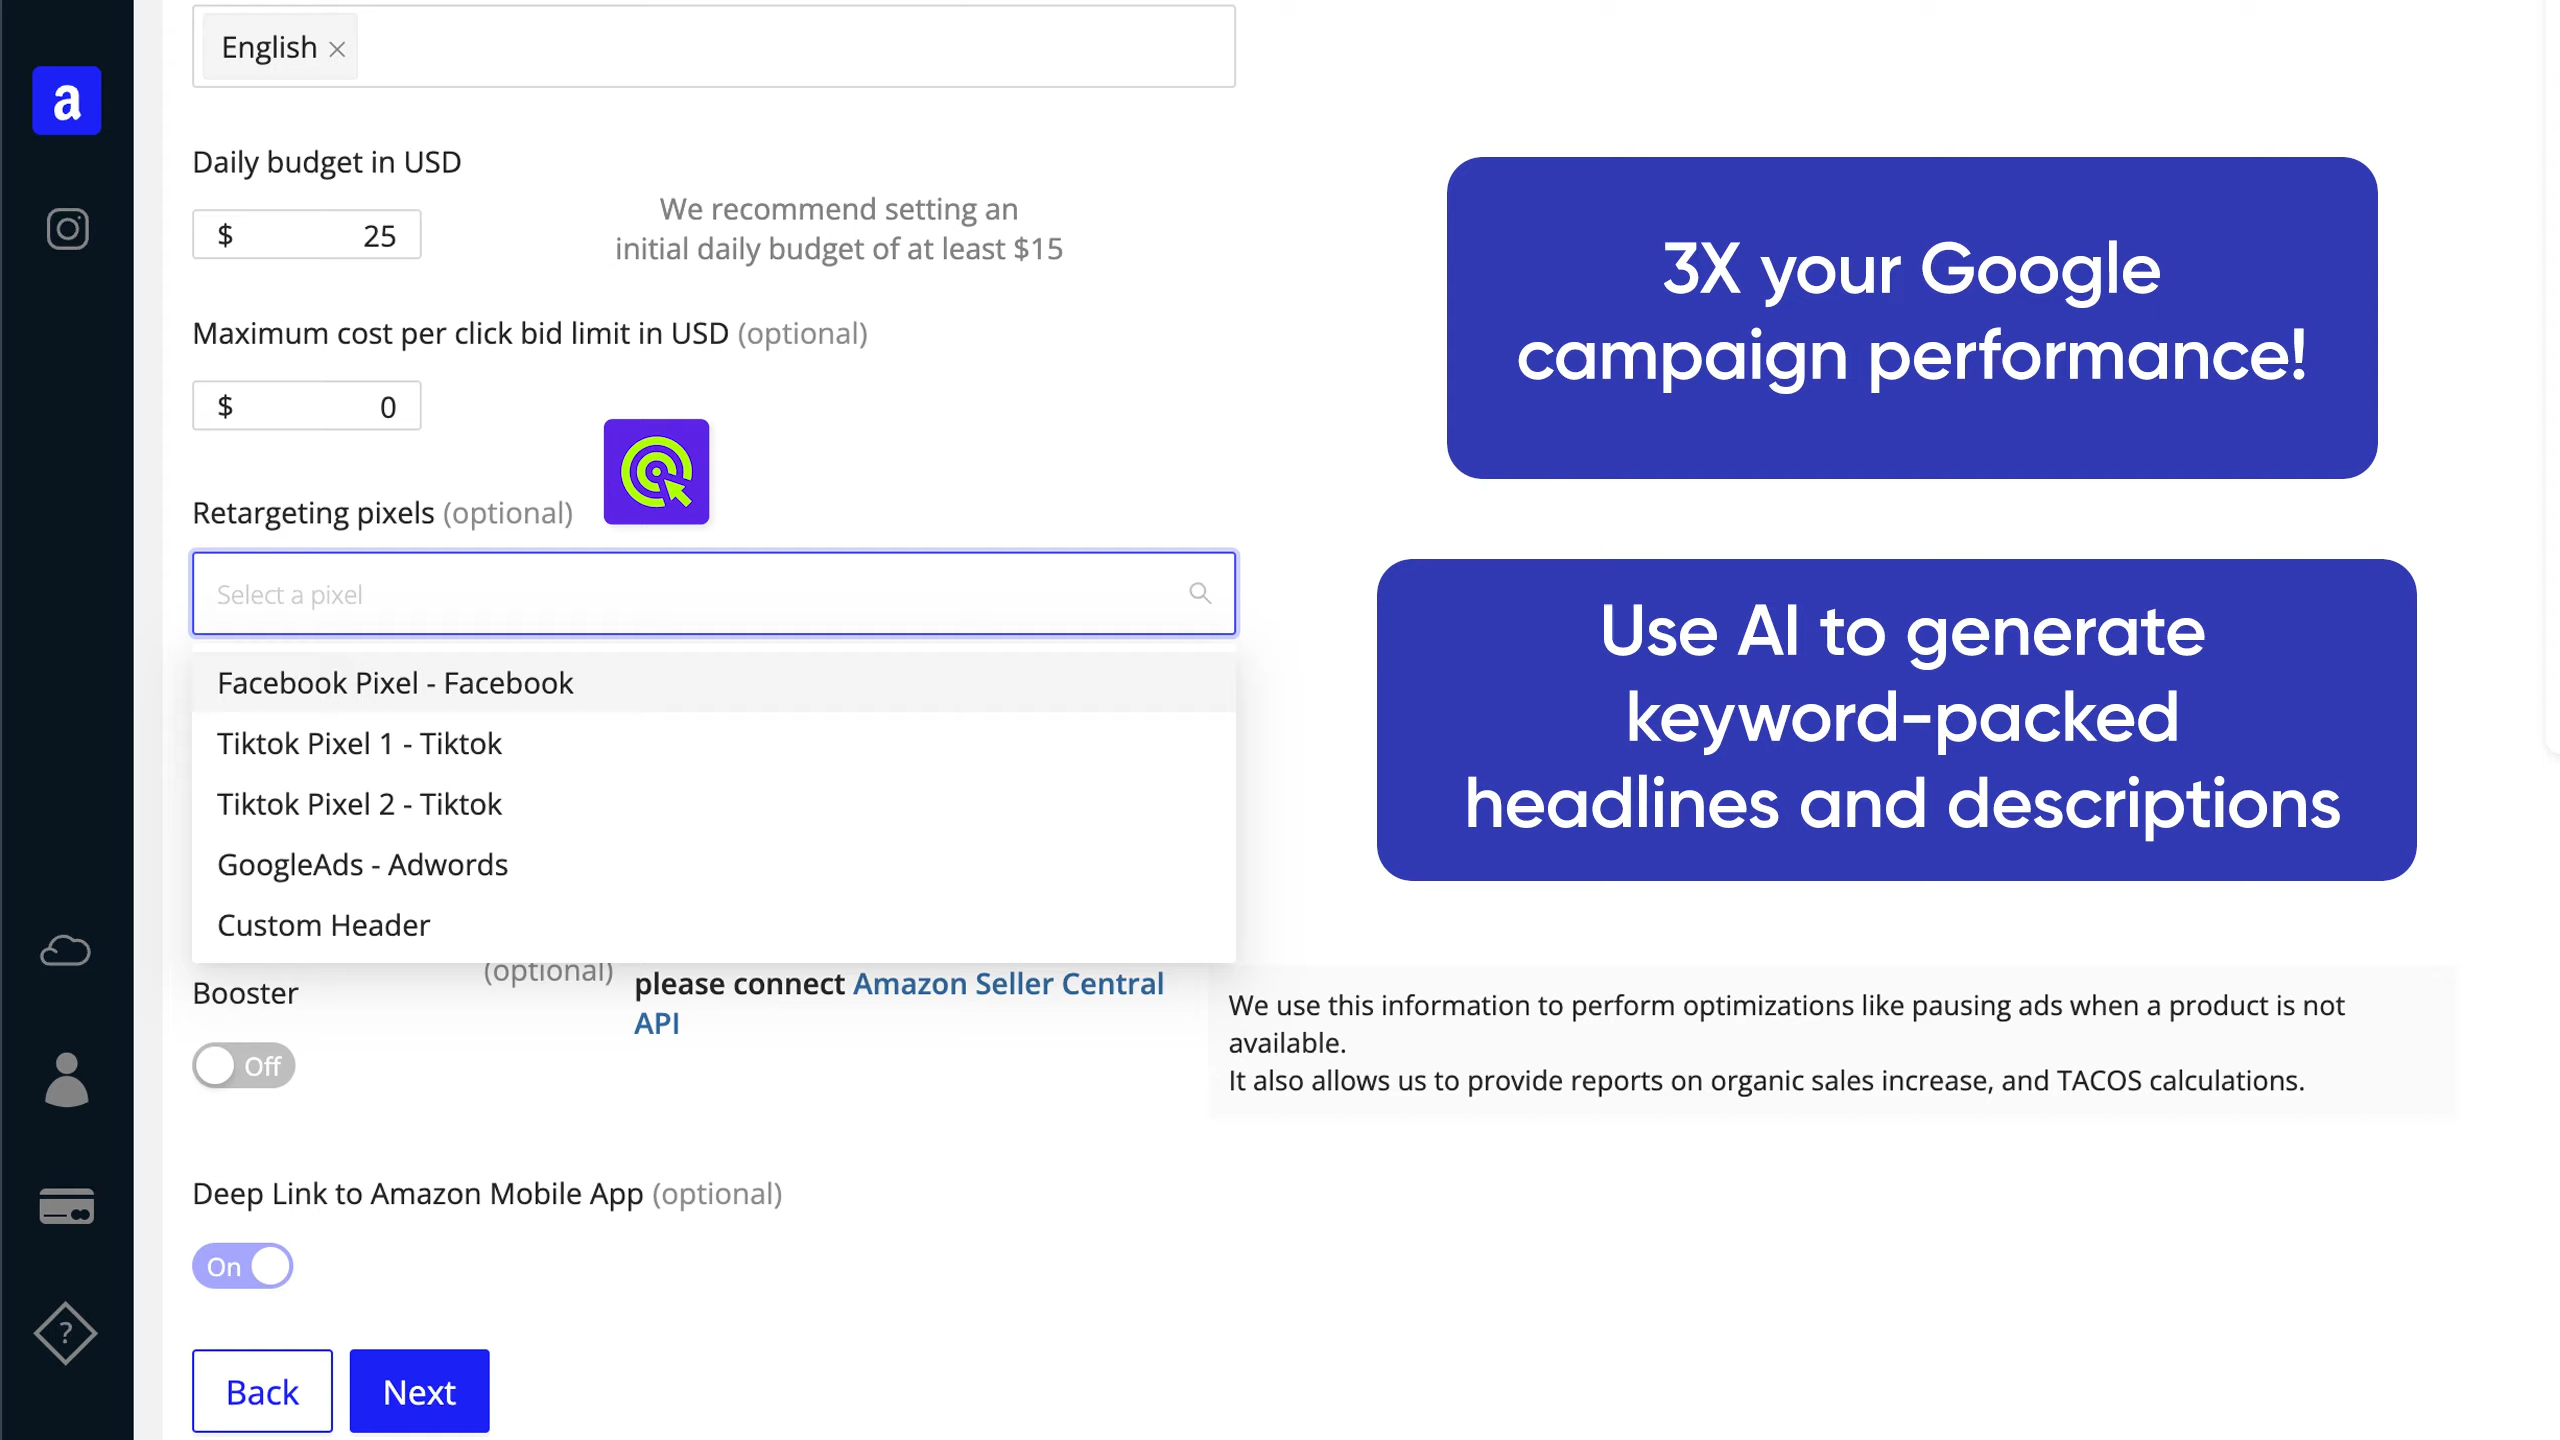 a
English
Daily budget in USD
$ 25
We recommend setting an
initial daily budget of at least $15
Maximum cost per click bid limit in USD (optional)
$ 0
Retargeting pixels (optional)
Select a pixel
Facebook Pixel - Facebook
Tiktok Pixel 1 - Tiktok
Tiktok Pixel 2 - Tiktok
GoogleAds - Adwords
Custom Header
3X your Google
campaign performance!
Use AI to generate
keyword-packed
headlines and descriptions
(optional)
Booster
Off
please connect Amazon Seller Central
API
We use this information to perform optimizations like pausing ads when a product is not
available.
It also allows us to provide reports on organic sales increase, and TACOS calculations.
Deep Link to Amazon Mobile App (optional)
On
?
Back
Next